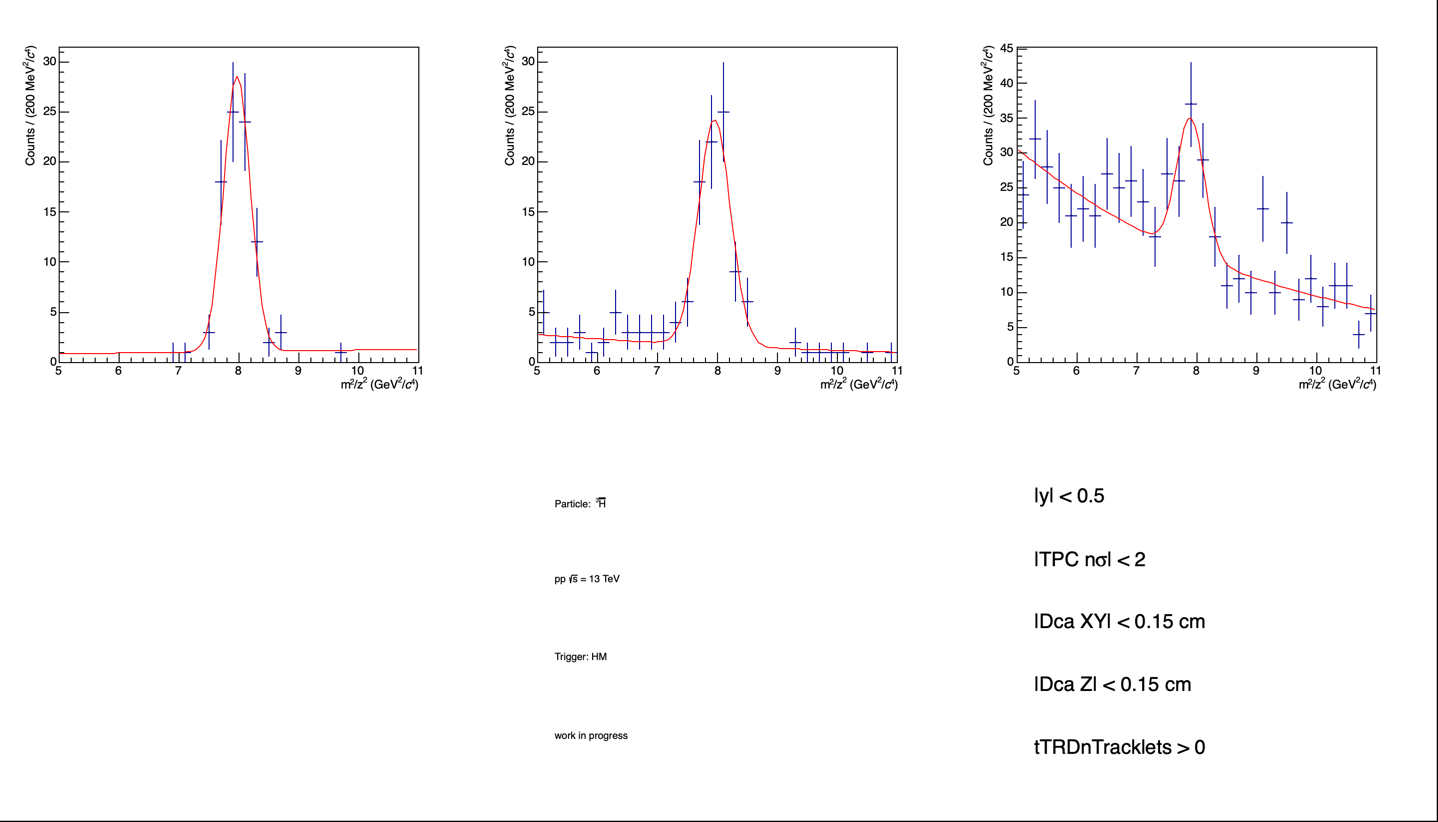 Counts / (200 MeV²/c⁴)
30
25
20
15
10
5
0
5 6 7 8 9 10 11
m²/z² (GeV²/c⁴)
Counts / (200 MeV²/c⁴)
30
25
20
15
10
5
0
5 6 7 8 9 10 11
m²/z² (GeV²/c⁴)
Counts / (200 MeV²/c⁴)
45
40
35
30
25
20
15
10
5
0
5 6 7 8 9 10 11
m²/z² (GeV²/c⁴)
Particle: ³H̅
pp √s = 13 TeV
Trigger: HM
work in progress
|y| < 0.5
|TPC nσ| < 2
|Dca XY| < 0.15 cm
|Dca Z| < 0.15 cm
tTRDnTracklets > 0